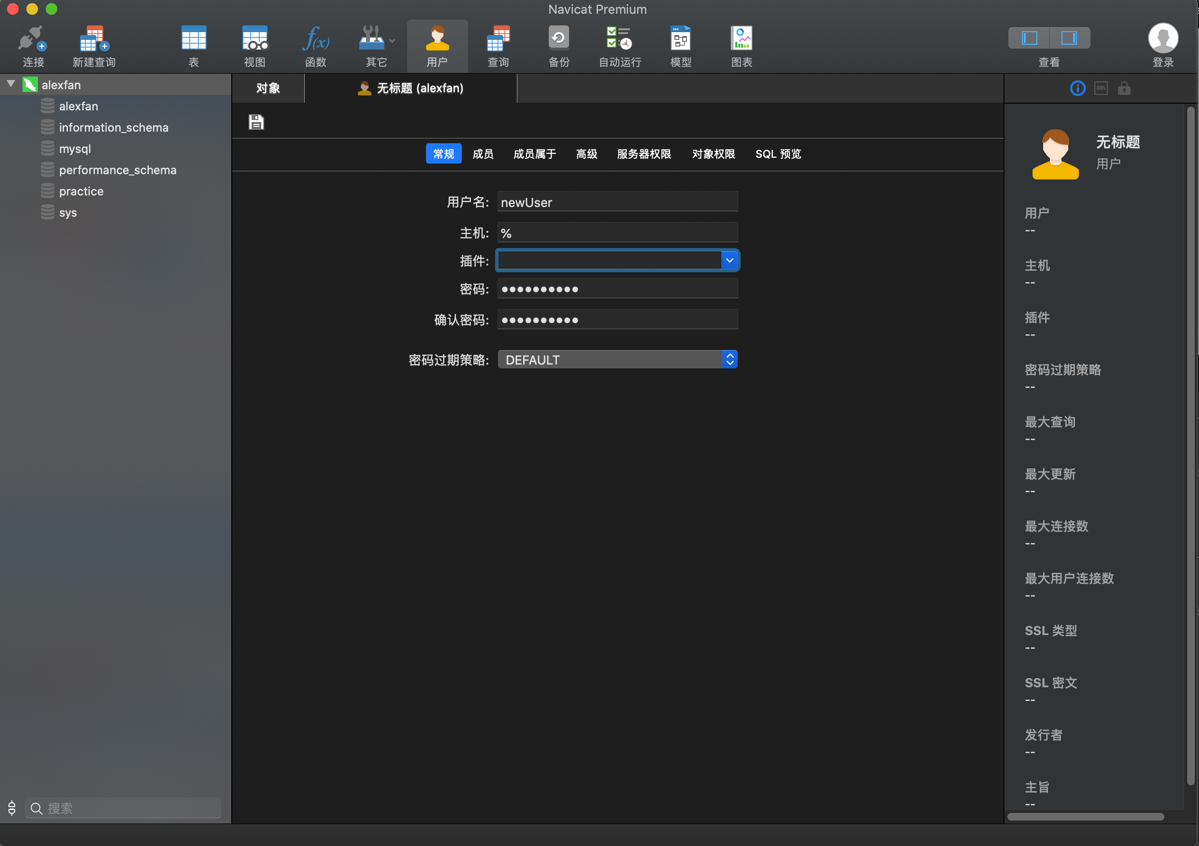 Navicat Premium
连接
新建查询
表
视图
f(x)
函数
其它
用户
查询
备份
自动运行
模型
图表
查看
登录
alexfan
alexfan
information_schema
mysql
performance_schema
practice
sys
搜索
对象
无标题 (alexfan)
常规 成员 成员属于 高级 服务器权限 对象权限 SQL 预览
用户名: newUser
主机: %
插件:
密码: ●●●●●●●●●●
确认密码: ●●●●●●●●●●
密码过期策略: DEFAULT
无标题
用户
用户
--
主机
--
插件
--
密码过期策略
--
最大查询
--
最大更新
--
最大连接数
--
最大用户连接数
--
SSL 类型
--
SSL 密文
--
发行者
--
主旨
--